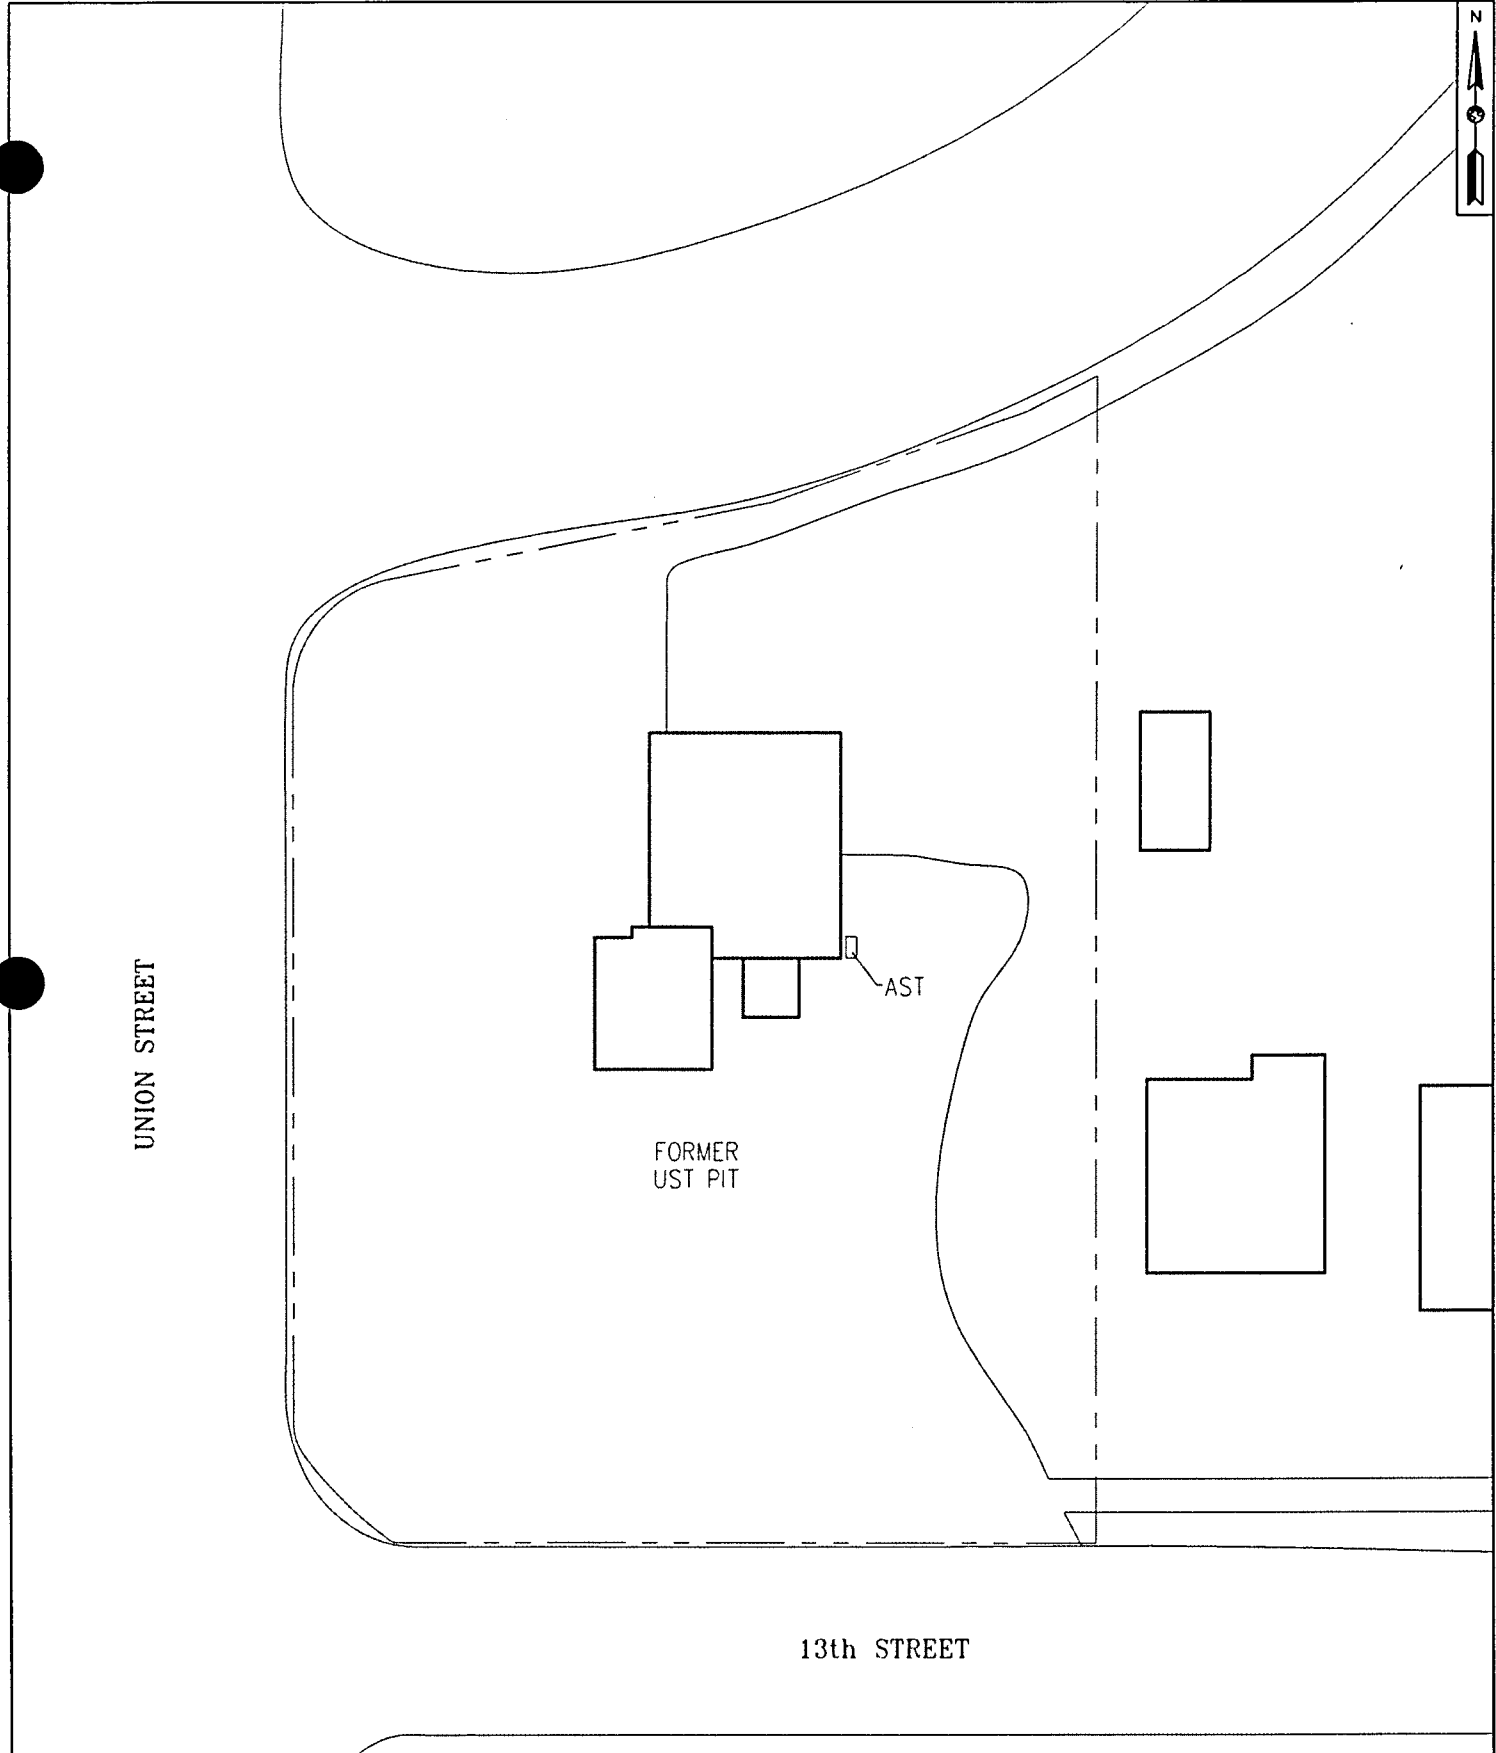 N
AST
UNION STREET
FORMER
UST PIT
13th STREET